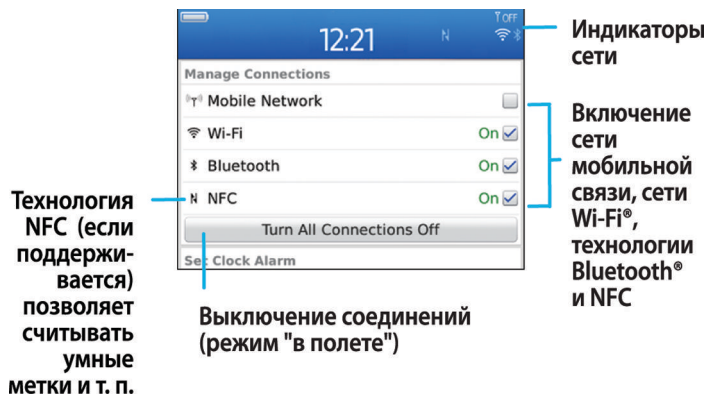 OFF
12:21
Manage Connections
Mobile Network
Wi-Fi On
Bluetooth On
NFC On
Turn All Connections Off
Set Clock Alarm
Индикаторы
сети
Включение
сети
мобильной
связи, сети
Wi-Fi®,
технологии
Bluetooth®
и NFC
Технология
NFC (если
поддержи-
вается)
позволяет
считывать
умные
метки и т. п.
Выключение соединений
(режим "в полете")